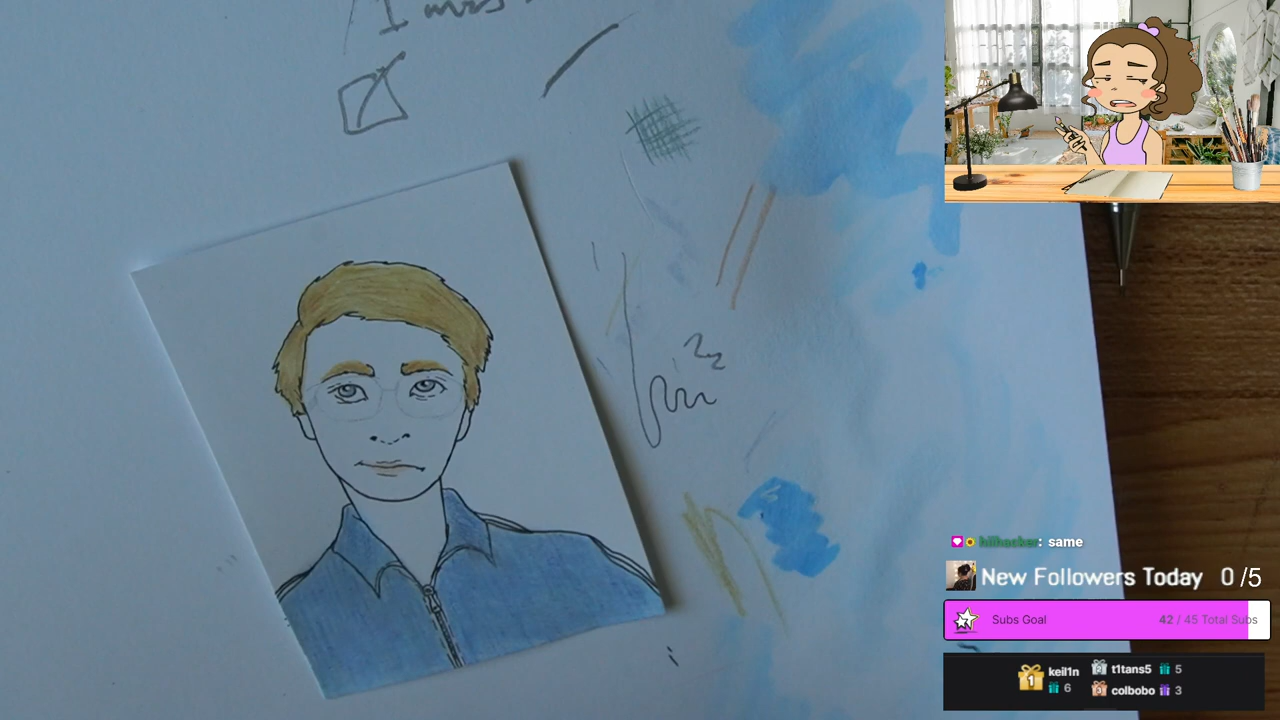 hilhacker: same
New Followers Today 0 /5
Subs Goal 42 / 45 Total Subs
1 keil1n 6
t1tans5 5
colbobo 3